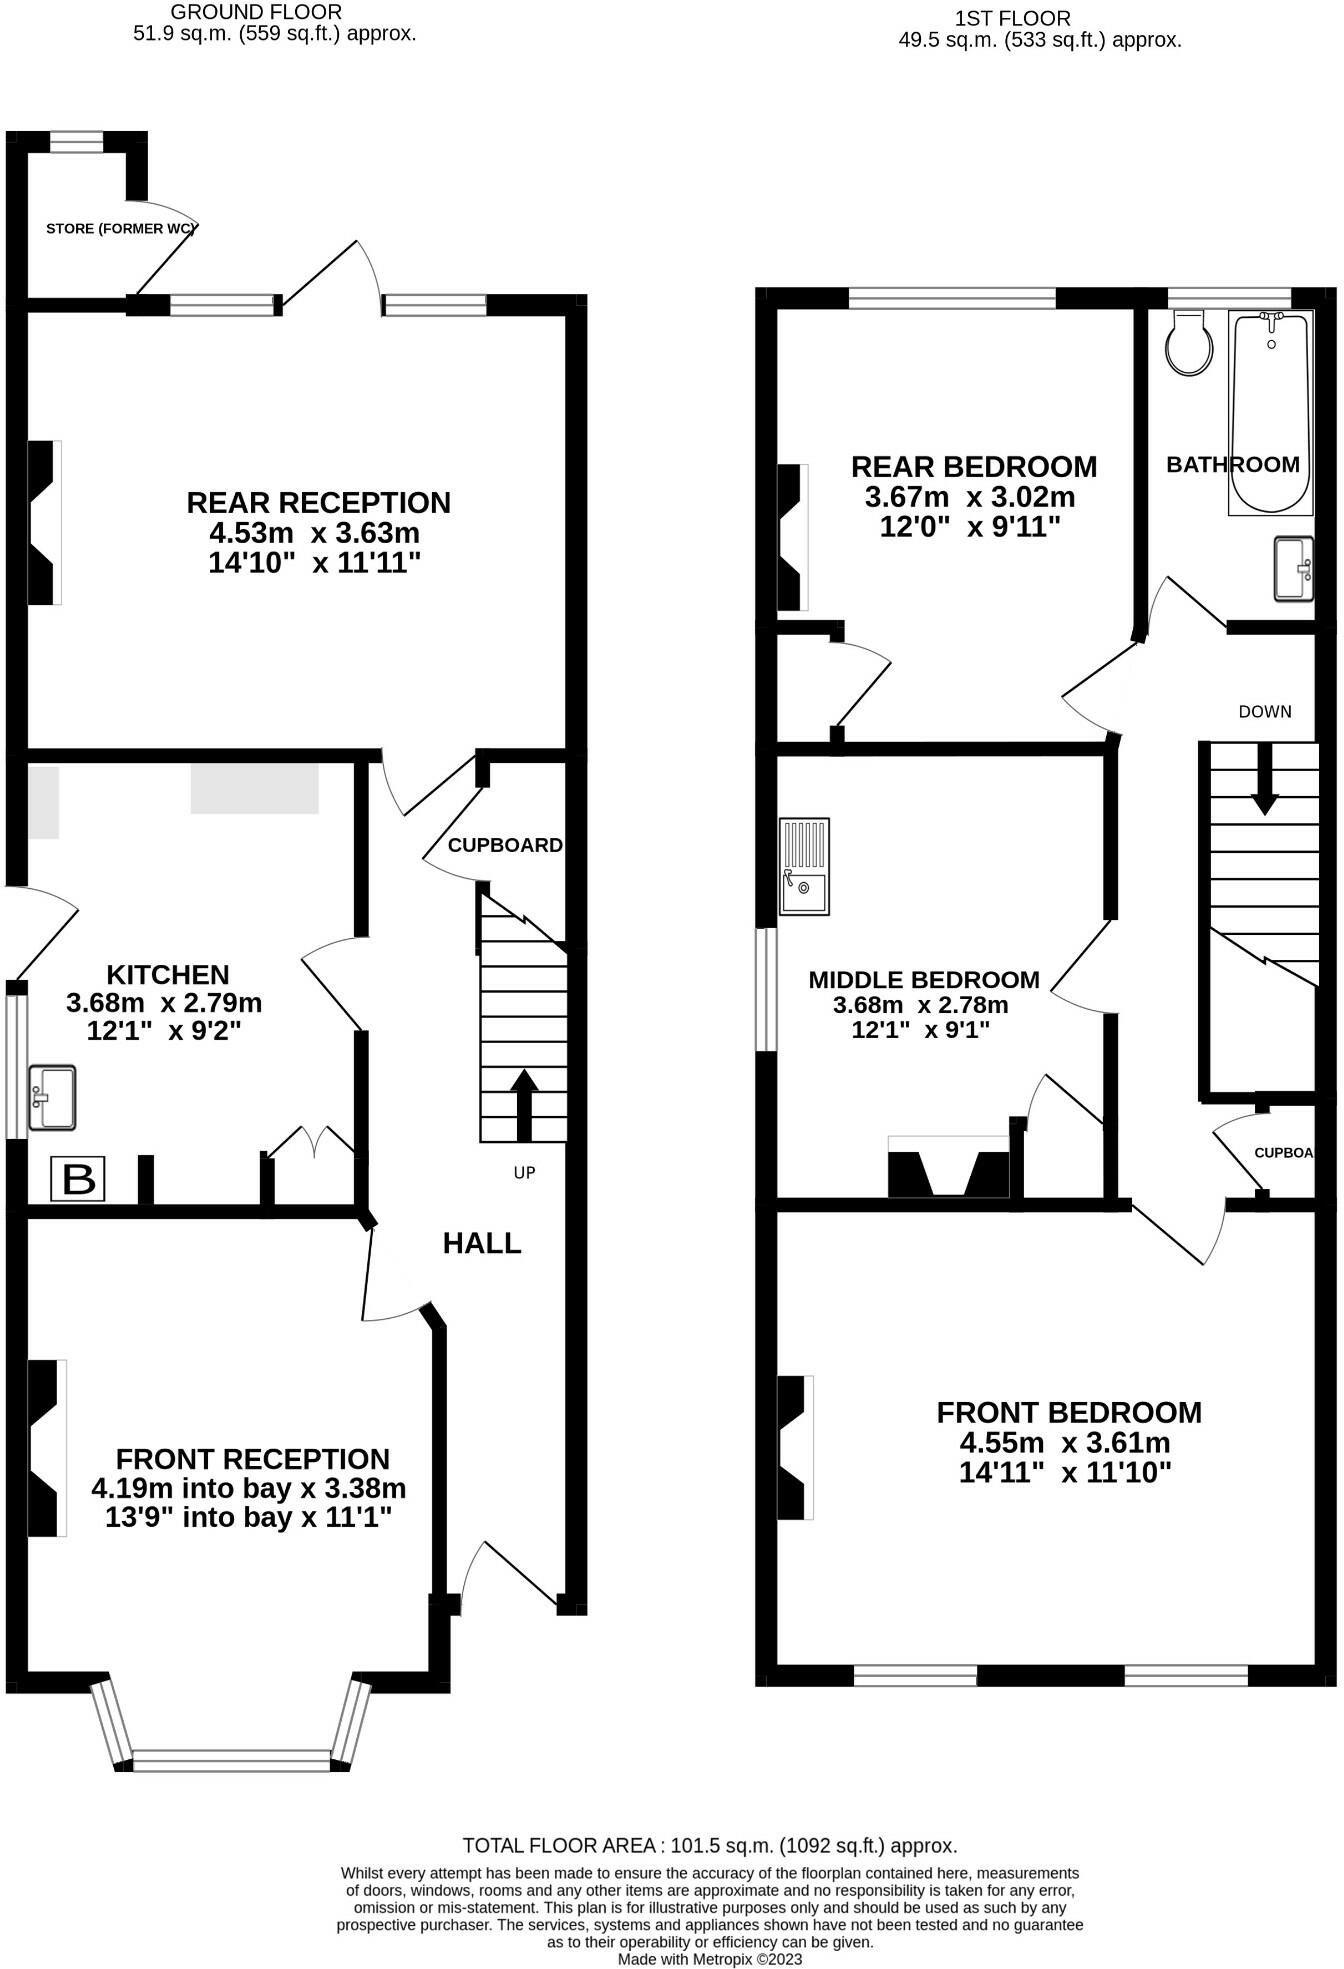 GROUND FLOOR
51.9 sq.m. (559 sq.ft.) approx.
1ST FLOOR
49.5 sq.m. (533 sq.ft.) approx.
STORE (FORMER WC)
REAR RECEPTION
4.53m x 3.63m
14'10" x 11'11"
CUPBOARD
KITCHEN
3.68m x 2.79m
12'1" x 9'2"
B
UP
HALL
FRONT RECEPTION
4.19m into bay x 3.38m
13'9" into bay x 11'1"
REAR BEDROOM
3.67m x 3.02m
12'0" x 9'11"
BATHROOM
DOWN
MIDDLE BEDROOM
3.68m x 2.78m
12'1" x 9'1"
CUPBOA
FRONT BEDROOM
4.55m x 3.61m
14'11" x 11'10"
TOTAL FLOOR AREA : 101.5 sq.m. (1092 sq.ft.) approx.
Whilst every attempt has been made to ensure the accuracy of the floorplan contained here, measurements
of doors, windows, rooms and any other items are approximate and no responsibility is taken for any error,
omission or mis-statement. This plan is for illustrative purposes only and should be used as such by any
prospective purchaser. The services, systems and appliances shown have not been tested and no guarantee
as to their operability or efficiency can be given.
Made with Metropix ©2023